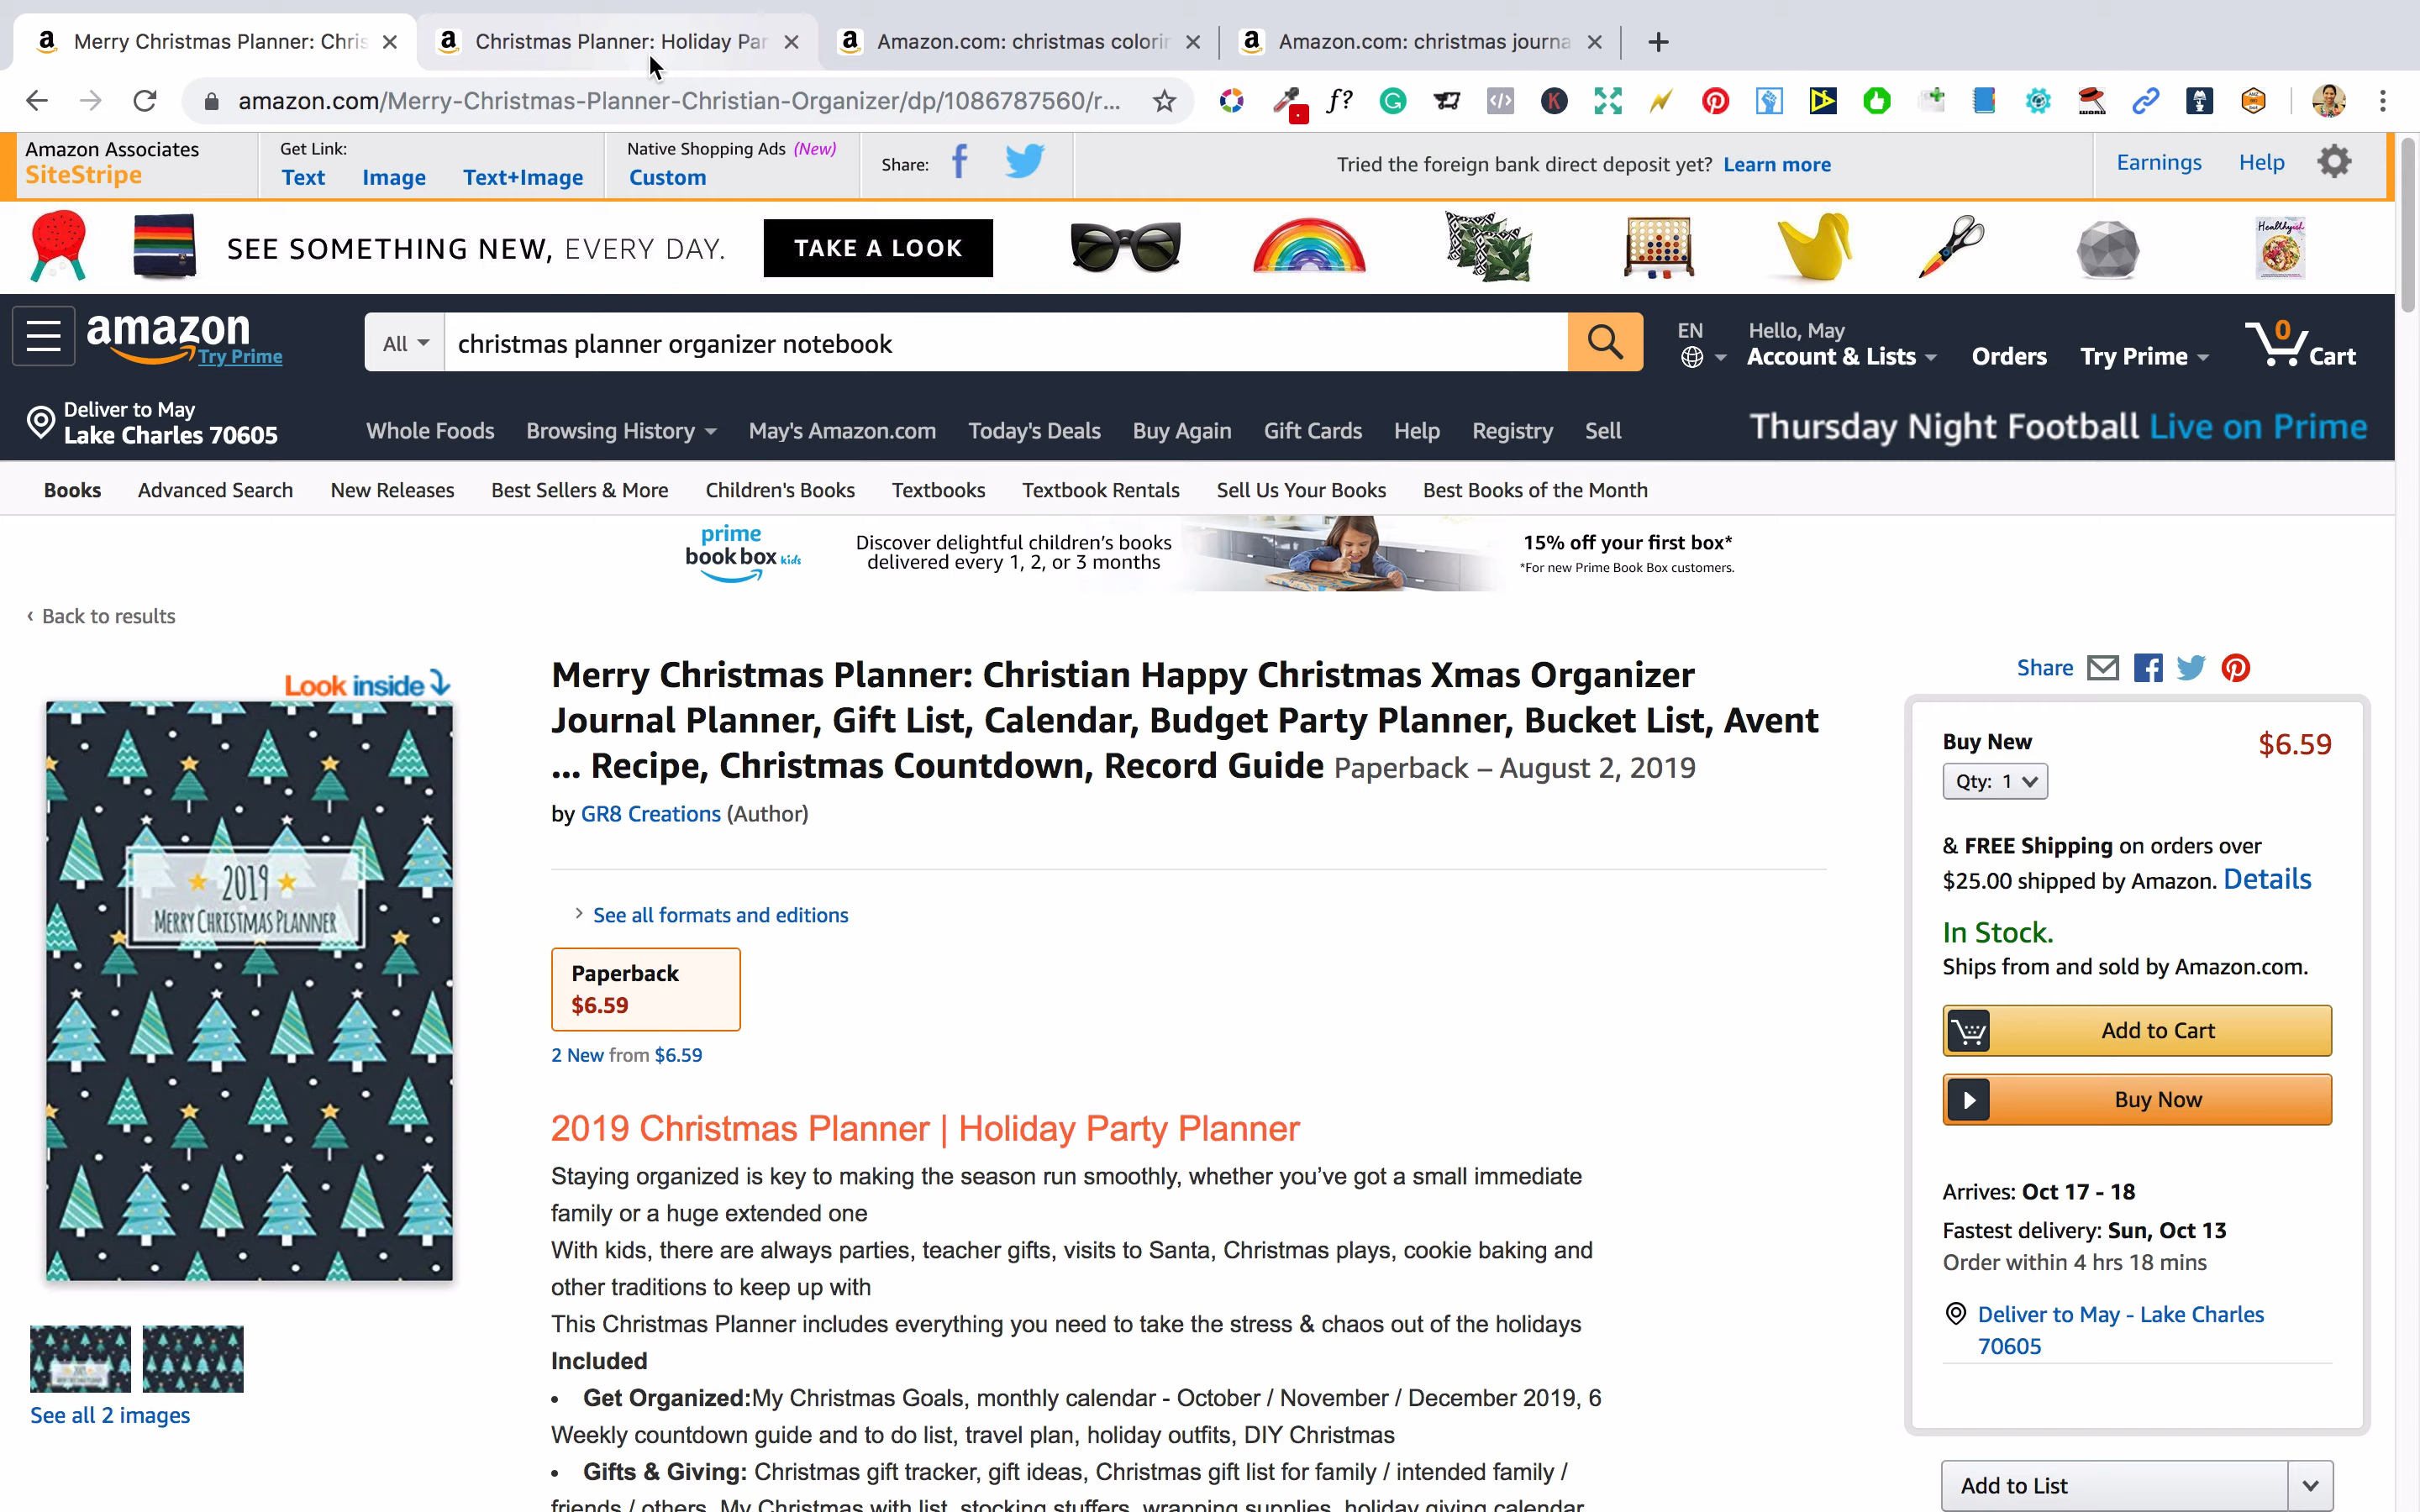 Merry Christmas Planner: Chris
Christmas Planner: Holiday Par
Amazon.com: christmas colorin
Amazon.com: christmas journa
amazon.com/Merry-Christmas-Planner-Christian-Organizer/dp/1086787560/r...
Amazon Associates
SiteStripe
Get Link:
Text Image Text+Image
Native Shopping Ads (New)
Custom
Share:
Tried the foreign bank direct deposit yet? Learn more
Earnings Help
SEE SOMETHING NEW, EVERY DAY.
TAKE A LOOK
Healthyish
amazon
Try Prime
All
christmas planner organizer notebook
EN
Hello, May
Account & Lists
Orders
Try Prime
0
Cart
Deliver to May
Lake Charles 70605
Whole Foods Browsing History May's Amazon.com Today's Deals Buy Again Gift Cards Help Registry Sell
Thursday Night Football Live on Prime
Books Advanced Search New Releases Best Sellers & More Children's Books Textbooks Textbook Rentals Sell Us Your Books Best Books of the Month
prime
book box kids
Discover delightful children's books
delivered every 1, 2, or 3 months
15% off your first box*
*For new Prime Book Box customers.
‹ Back to results
Look inside
2019
MERRY CHRISTMAS PLANNER
See all 2 images
Merry Christmas Planner: Christian Happy Christmas Xmas Organizer
Journal Planner, Gift List, Calendar, Budget Party Planner, Bucket List, Avent
... Recipe, Christmas Countdown, Record Guide Paperback – August 2, 2019
by GR8 Creations (Author)
› See all formats and editions
Paperback
$6.59
2 New from $6.59
2019 Christmas Planner | Holiday Party Planner
Staying organized is key to making the season run smoothly, whether you've got a small immediate
family or a huge extended one
With kids, there are always parties, teacher gifts, visits to Santa, Christmas plays, cookie baking and
other traditions to keep up with
This Christmas Planner includes everything you need to take the stress & chaos out of the holidays
Included
• Get Organized:My Christmas Goals, monthly calendar - October / November / December 2019, 6
Weekly countdown guide and to do list, travel plan, holiday outfits, DIY Christmas
• Gifts & Giving: Christmas gift tracker, gift ideas, Christmas gift list for family / intended family /
friends / others, My Christmas with list, stocking stuffers, wrapping supplies, holiday giving calendar
Share
Buy New
$6.59
Qty: 1
& FREE Shipping on orders over
$25.00 shipped by Amazon. Details
In Stock.
Ships from and sold by Amazon.com.
Add to Cart
Buy Now
Arrives: Oct 17 - 18
Fastest delivery: Sun, Oct 13
Order within 4 hrs 18 mins
Deliver to May - Lake Charles
70605
Add to List